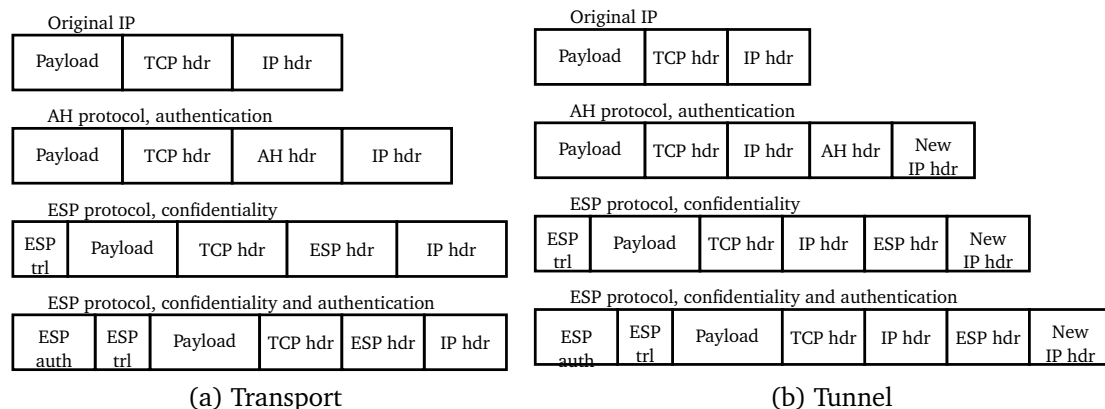 Original IP
Payload TCP hdr IP hdr
AH protocol, authentication
Payload TCP hdr AH hdr IP hdr
ESP protocol, confidentiality
ESP trl Payload TCP hdr ESP hdr IP hdr
ESP protocol, confidentiality and authentication
ESP auth ESP trl Payload TCP hdr ESP hdr IP hdr
(a) Transport
Original IP
Payload TCP hdr IP hdr
AH protocol, authentication
Payload TCP hdr IP hdr AH hdr New IP hdr
ESP protocol, confidentiality
ESP trl Payload TCP hdr IP hdr ESP hdr New IP hdr
ESP protocol, confidentiality and authentication
ESP auth ESP trl Payload TCP hdr IP hdr ESP hdr New IP hdr
(b) Tunnel